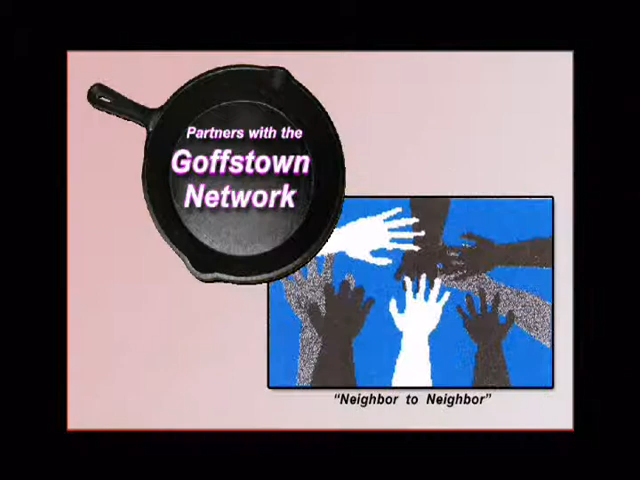 Partners with the
Goffstown
Network
“Neighbor to Neighbor”